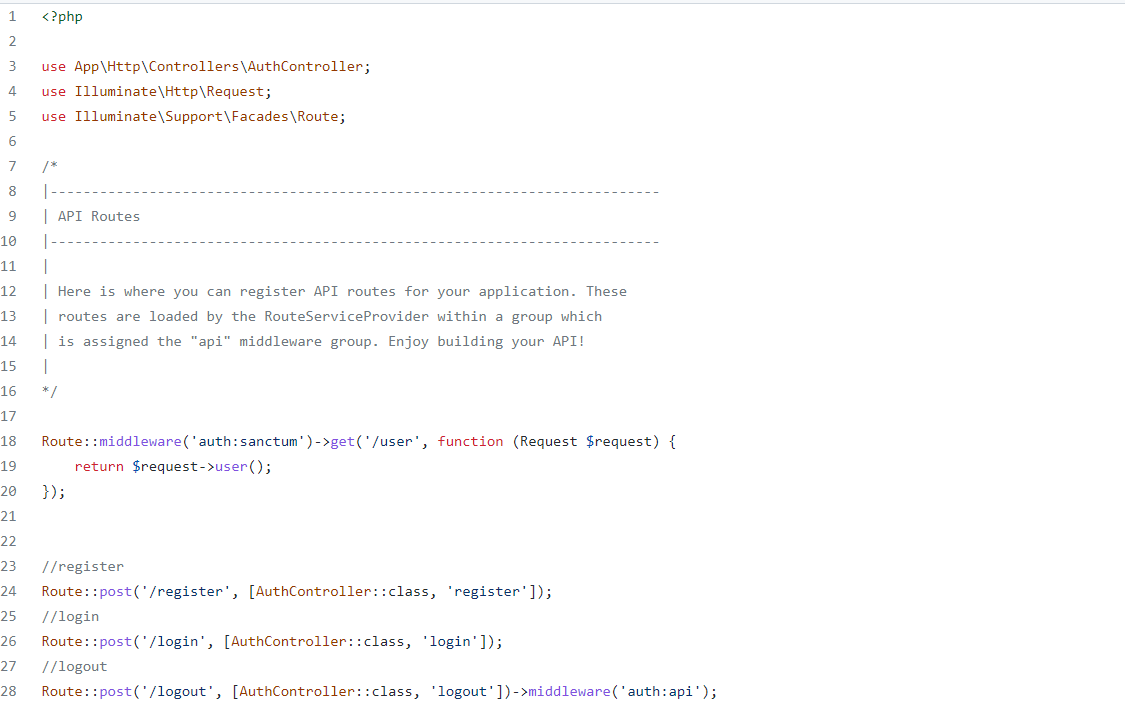 1 <?php
2
3 use App\Http\Controllers\AuthController;
4 use Illuminate\Http\Request;
5 use Illuminate\Support\Facades\Route;
6
7 /*
8 |--------------------------------------------------------------------------
9 | API Routes
10 |--------------------------------------------------------------------------
11 |
12 | Here is where you can register API routes for your application. These
13 | routes are loaded by the RouteServiceProvider within a group which
14 | is assigned the "api" middleware group. Enjoy building your API!
15 |
16 */
17
18 Route::middleware('auth:sanctum')->get('/user', function (Request $request) {
19     return $request->user();
20 });
21
22
23 //register
24 Route::post('/register', [AuthController::class, 'register']);
25 //login
26 Route::post('/login', [AuthController::class, 'login']);
27 //logout
28 Route::post('/logout', [AuthController::class, 'logout'])->middleware('auth:api');